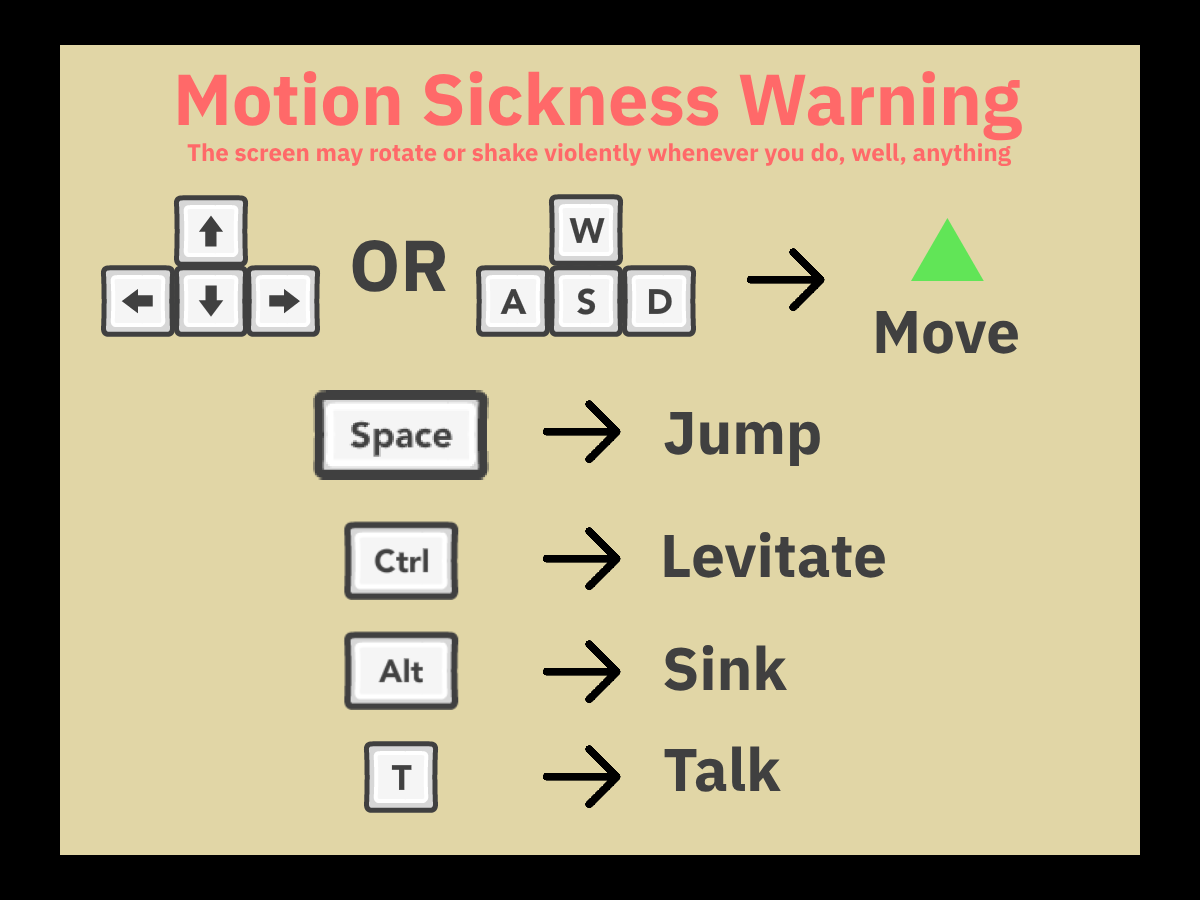 Motion Sickness Warning
The screen may rotate or shake violently whenever you do, well, anything
W
OR
A S D
Move
Space Jump
Ctrl Levitate
Alt Sink
T Talk